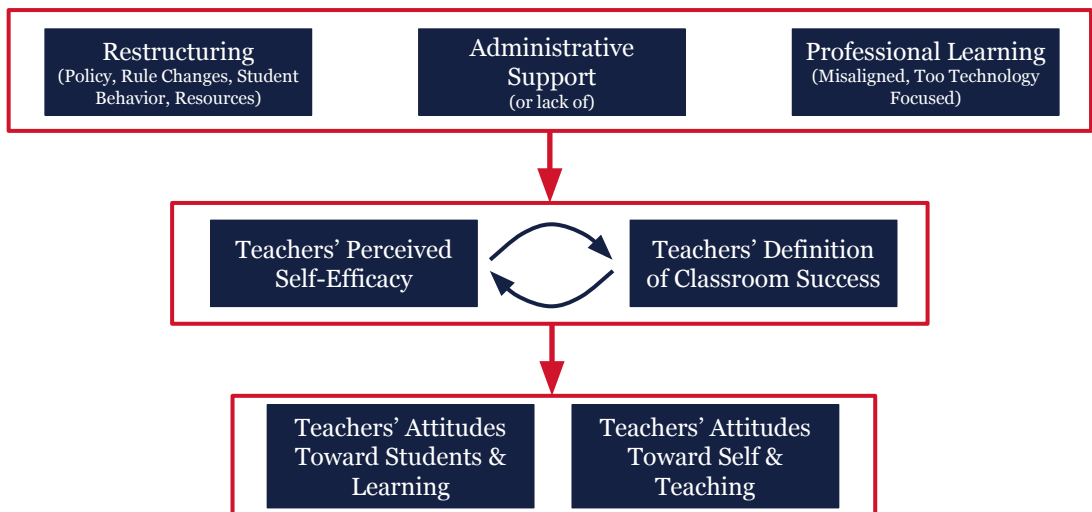 Restructuring
(Policy, Rule Changes, Student
Behavior, Resources)
Administrative
Support
(or lack of)
Professional Learning
(Misaligned, Too Technology
Focused)
Teachers’ Perceived
Self-Efficacy
Teachers’ Definition
of Classroom Success
Teachers’ Attitudes
Toward Students &
Learning
Teachers’ Attitudes
Toward Self &
Teaching